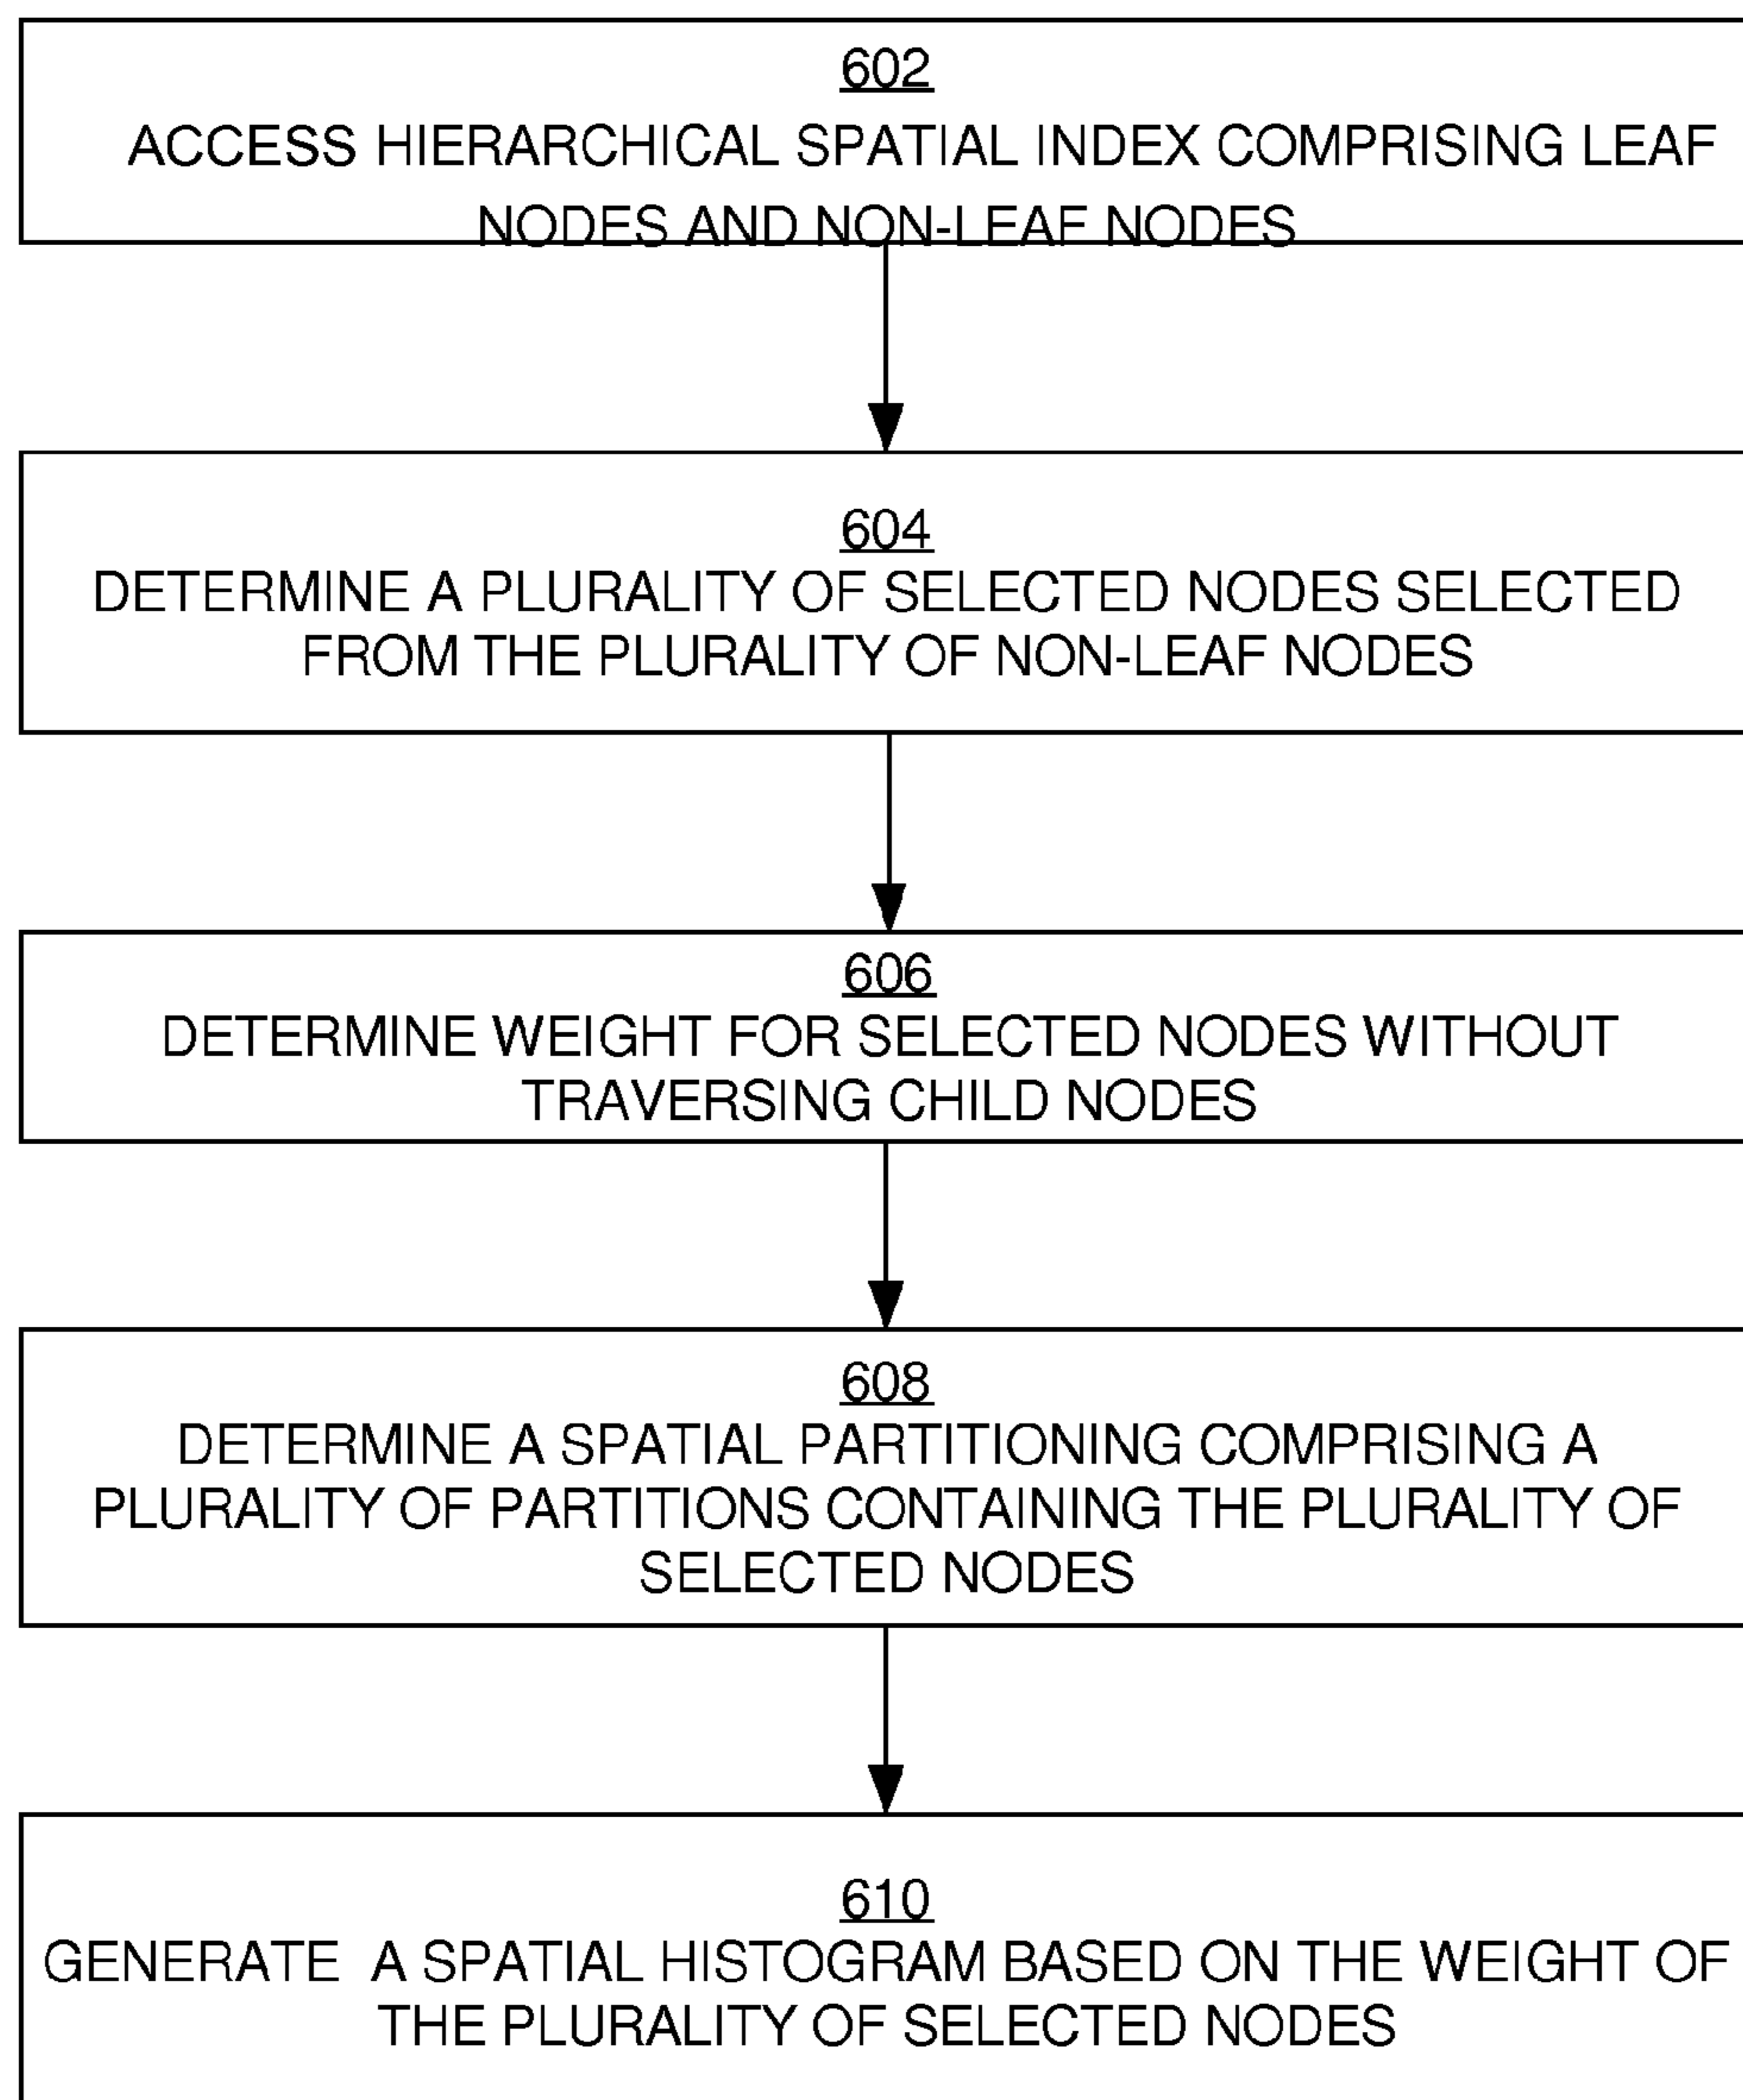 602
ACCESS HIERARCHICAL SPATIAL INDEX COMPRISING LEAF
NODES AND NON-LEAF NODES
604
DETERMINE A PLURALITY OF SELECTED NODES SELECTED
FROM THE PLURALITY OF NON-LEAF NODES
606
DETERMINE WEIGHT FOR SELECTED NODES WITHOUT
TRAVERSING CHILD NODES
608
DETERMINE A SPATIAL PARTITIONING COMPRISING A
PLURALITY OF PARTITIONS CONTAINING THE PLURALITY OF
SELECTED NODES
610
GENERATE A SPATIAL HISTOGRAM BASED ON THE WEIGHT OF
THE PLURALITY OF SELECTED NODES